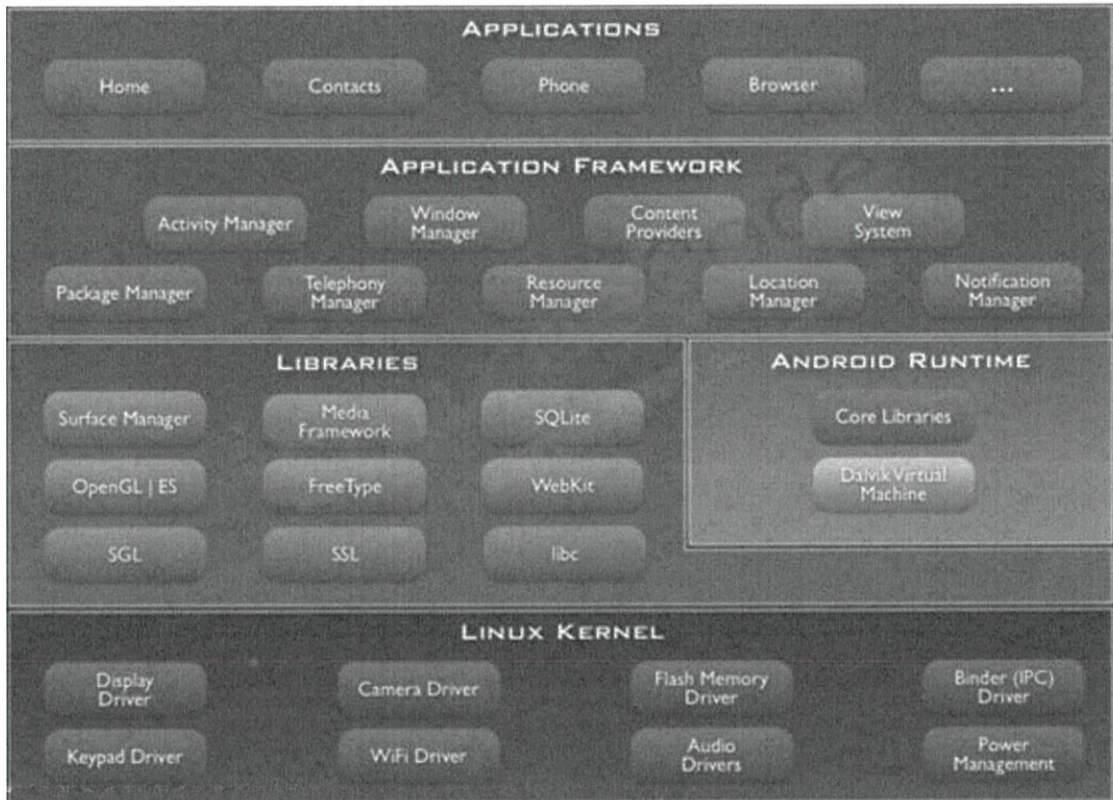 APPLICATIONS
Home
Contacts
Phone
Browser
...
APPLICATION FRAMEWORK
Activity Manager
Window
Manager
Content
Providers
View
System
Package Manager
Telephony
Manager
Resource
Manager
Location
Manager
Notification
Manager
LIBRARIES
Surface Manager
Media
Framework
SQLite
OpenGL | ES
FreeType
WebKit
SGL
SSL
libc
ANDROID RUNTIME
Core Libraries
Dalvik Virtual
Machine
LINUX KERNEL
Display
Driver
Camera Driver
Flash Memory
Driver
Binder (IPC)
Driver
Keypad Driver
WiFi Driver
Audio
Drivers
Power
Management